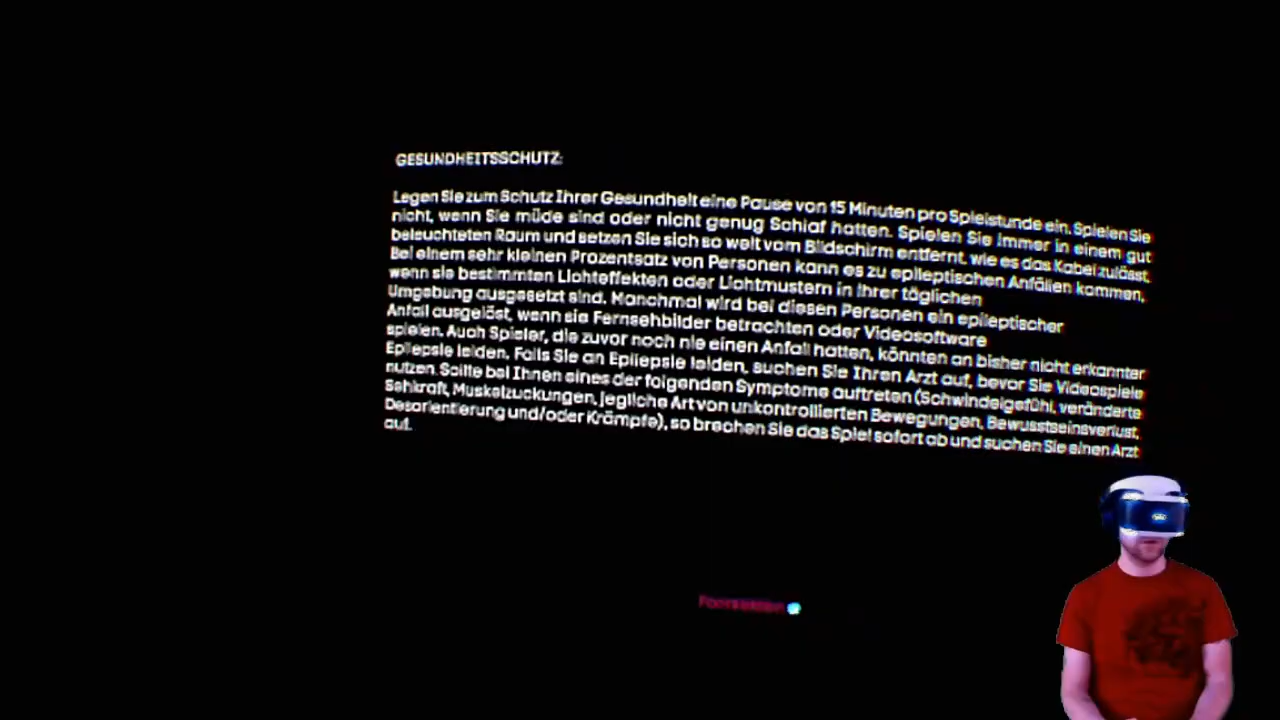 GESUNDHEITSSCHUTZ:
Legen Sie zum Schutz Ihrer Gesundheit eine Pause von 15 Minuten pro Spielstunde ein. Spielen Sie
nicht, wenn Sie müde sind oder nicht genug Schlaf hatten. Spielen Sie immer in einem gut
beleuchteten Raum und setzen Sie sich so weit vom Bildschirm entfernt, wie es das Kabel zulässt.
Bei einem sehr kleinen Prozentsatz von Personen kann es zu epileptischen Anfällen kommen,
wenn sie bestimmten Lichteffekten oder Lichtmustern in ihrer täglichen
Umgebung ausgesetzt sind. Manchmal wird bei diesen Personen ein epileptischer
Anfall ausgelöst, wenn sie Fernsehbilder betrachten oder Videosoftware
spielen. Auch Spieler, die zuvor noch nie einen Anfall hatten, könnten an bisher nicht erkannter
Epilepsie leiden. Falls Sie an Epilepsie leiden, suchen Sie Ihren Arzt auf, bevor Sie Videospiele
nutzen. Sollte bei Ihnen eines der folgenden Symptome auftreten (Schwindelgefühl, veränderte
Sehkraft, Muskelzuckungen, jegliche Art von unkontrollierten Bewegungen, Bewusstseinsverlust,
Desorientierung und/oder Krämpfe), so brechen Sie das Spiel sofort ab und suchen Sie einen Arzt
auf.